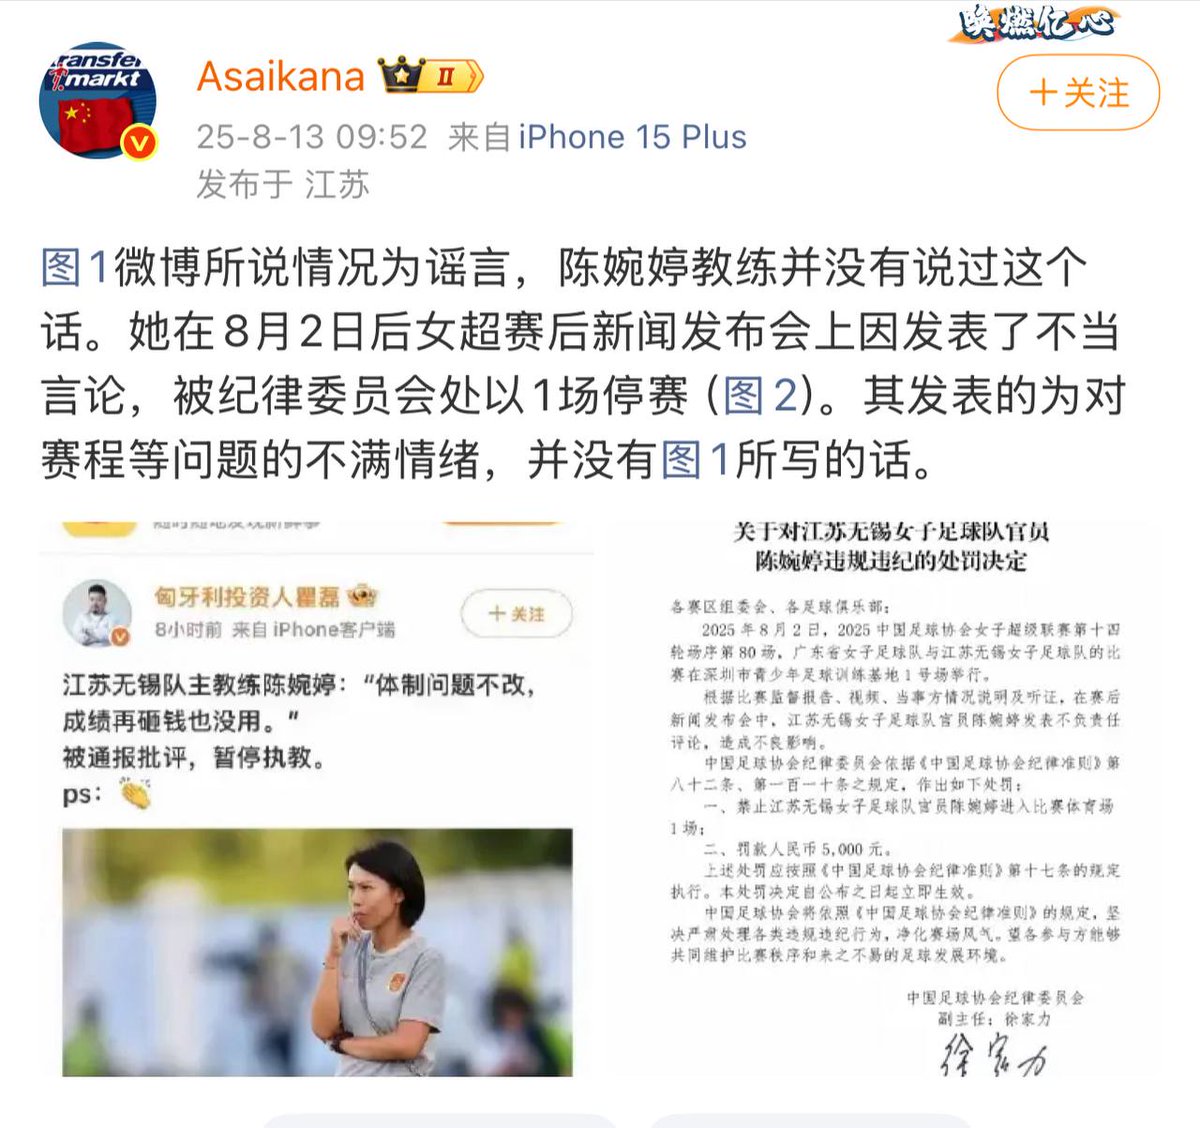 唤燃亿心
transfer
markt
Asaikana
II
+关注
25-8-13 09:52 来自 iPhone 15 Plus
发布于 江苏
图1微博所说情况为谣言，陈婉婷教练并没有说过这个
话。她在8月2日后女超赛后新闻发布会上因发表了不当
言论，被纪律委员会处以1场停赛（图2）。其发表的为对
赛程等问题的不满情绪，并没有图1所写的话。
随时随地发现新鲜事
匈牙利投资人瞿磊
+关注
8小时前 来自 iPhone客户端
江苏无锡队主教练陈婉婷：“体制问题不改，
成绩再砸钱也没用。”
被通报批评，暂停执教。
ps：
关于对江苏无锡女子足球队官员
陈婉婷违规违纪的处罚决定
各赛区组委会、各足球俱乐部：
2025年8月2日，2025中国足球协会女子超级联赛第十四
轮场序第80场，广东省女子足球队与江苏无锡女子足球队的比
赛在深圳市青少年足球训练基地1号场举行。
根据比赛监督报告、视频、当事方情况说明及听证，在赛后
新闻发布会中，江苏无锡女子足球队官员陈婉婷发表不负责任
评论，造成不良影响。
中国足球协会纪律委员会依据《中国足球协会纪律准则》第
八十二条、第一百一十条之规定，作出如下处罚：
一、禁止江苏无锡女子足球队官员陈婉婷进入比赛体育场
1场；
二、罚款人民币5,000元。
上述处罚应按照《中国足球协会纪律准则》第十七条的规定
执行。本处罚决定自公布之日起立即生效。
中国足球协会将依照《中国足球协会纪律准则》的规定，坚
决严肃处理各类违规违纪行为，净化赛场风气。望各参与方能够
共同维护比赛秩序和来之不易的足球发展环境。
中国足球协会纪律委员会
副主任：徐家力
徐家力